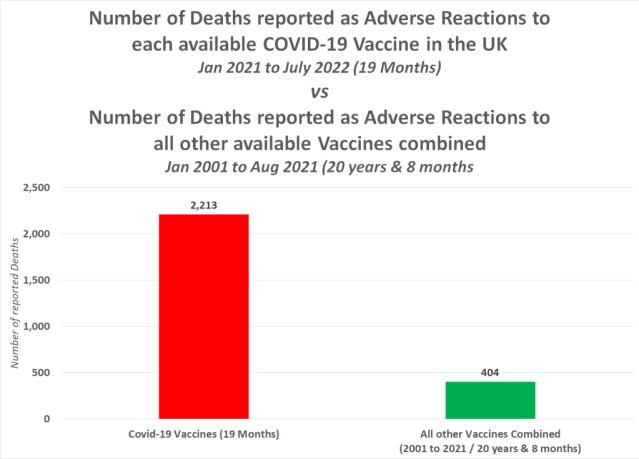 Number of Deaths reported as Adverse Reactions to
each available COVID-19 Vaccine in the UK
Jan 2021 to July 2022 (19 Months)
vs
Number of Deaths reported as Adverse Reactions to
all other available Vaccines combined
Jan 2001 to Aug 2021 (20 years & 8 months
2,500
2,213
2,000
1,500
Number of reported Deaths
1,000
500
404
0
Covid-19 Vaccines (19 Months)
All other Vaccines Combined
(2001 to 2021 / 20 years & 8 months)